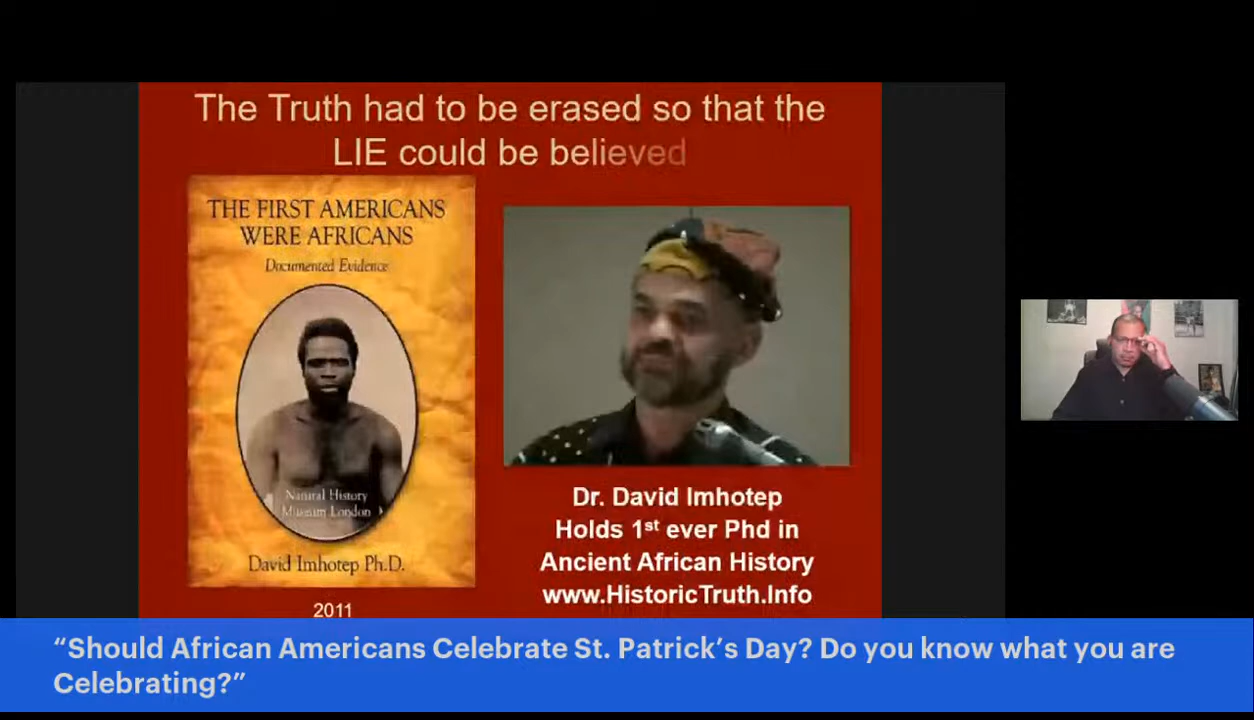 The Truth had to be erased so that the
LIE could be believed
THE FIRST AMERICANS
WERE AFRICANS
Documented Evidence
Natural History
Museum London
David Imhotep Ph.D.
2011
Dr. David Imhotep
Holds 1st ever Phd in
Ancient African History
www.HistoricTruth.Info
“Should African Americans Celebrate St. Patrick’s Day? Do you know what you are
Celebrating?”